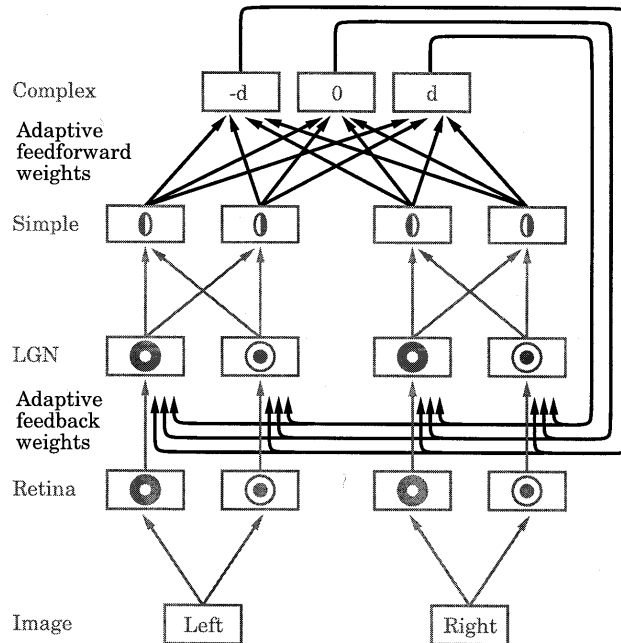 Complex
-d 0 d
Adaptive
feedforward
weights
Simple
LGN
Adaptive
feedback
weights
Retina
Image
Left Right